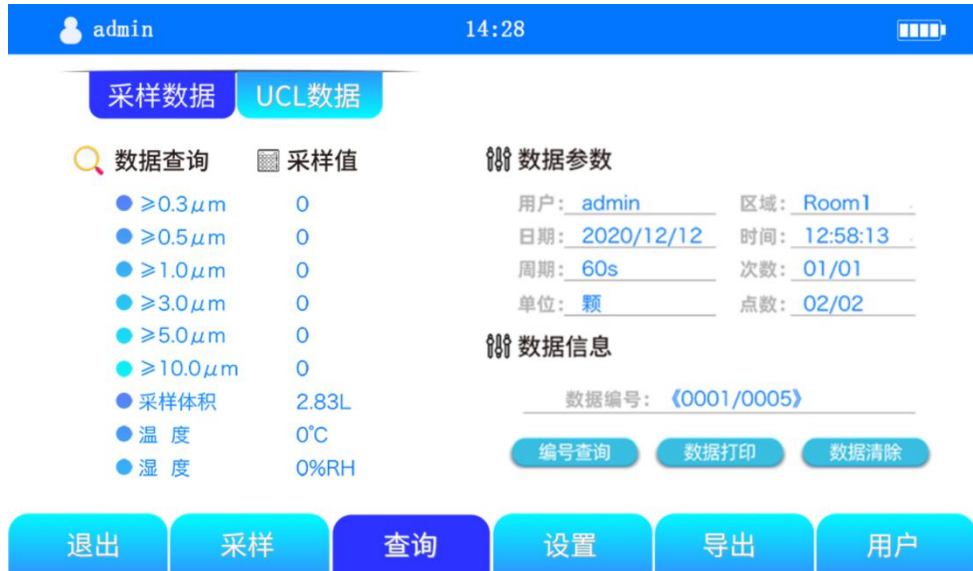 admin 14:28
采样数据 UCL数据
数据查询 采样值
≥0.3μm 0
≥0.5μm 0
≥1.0μm 0
≥3.0μm 0
≥5.0μm 0
≥10.0μm 0
采样体积 2.83L
温 度 0℃
湿 度 0%RH
数据参数
用户: admin 区域: Room1
日期: 2020/12/12 时间: 12:58:13
周期: 60s 次数: 01/01
单位: 颗 点数: 02/02
数据信息
数据编号: 《0001/0005》
编号查询 数据打印 数据清除
退出 采样 查询 设置 导出 用户